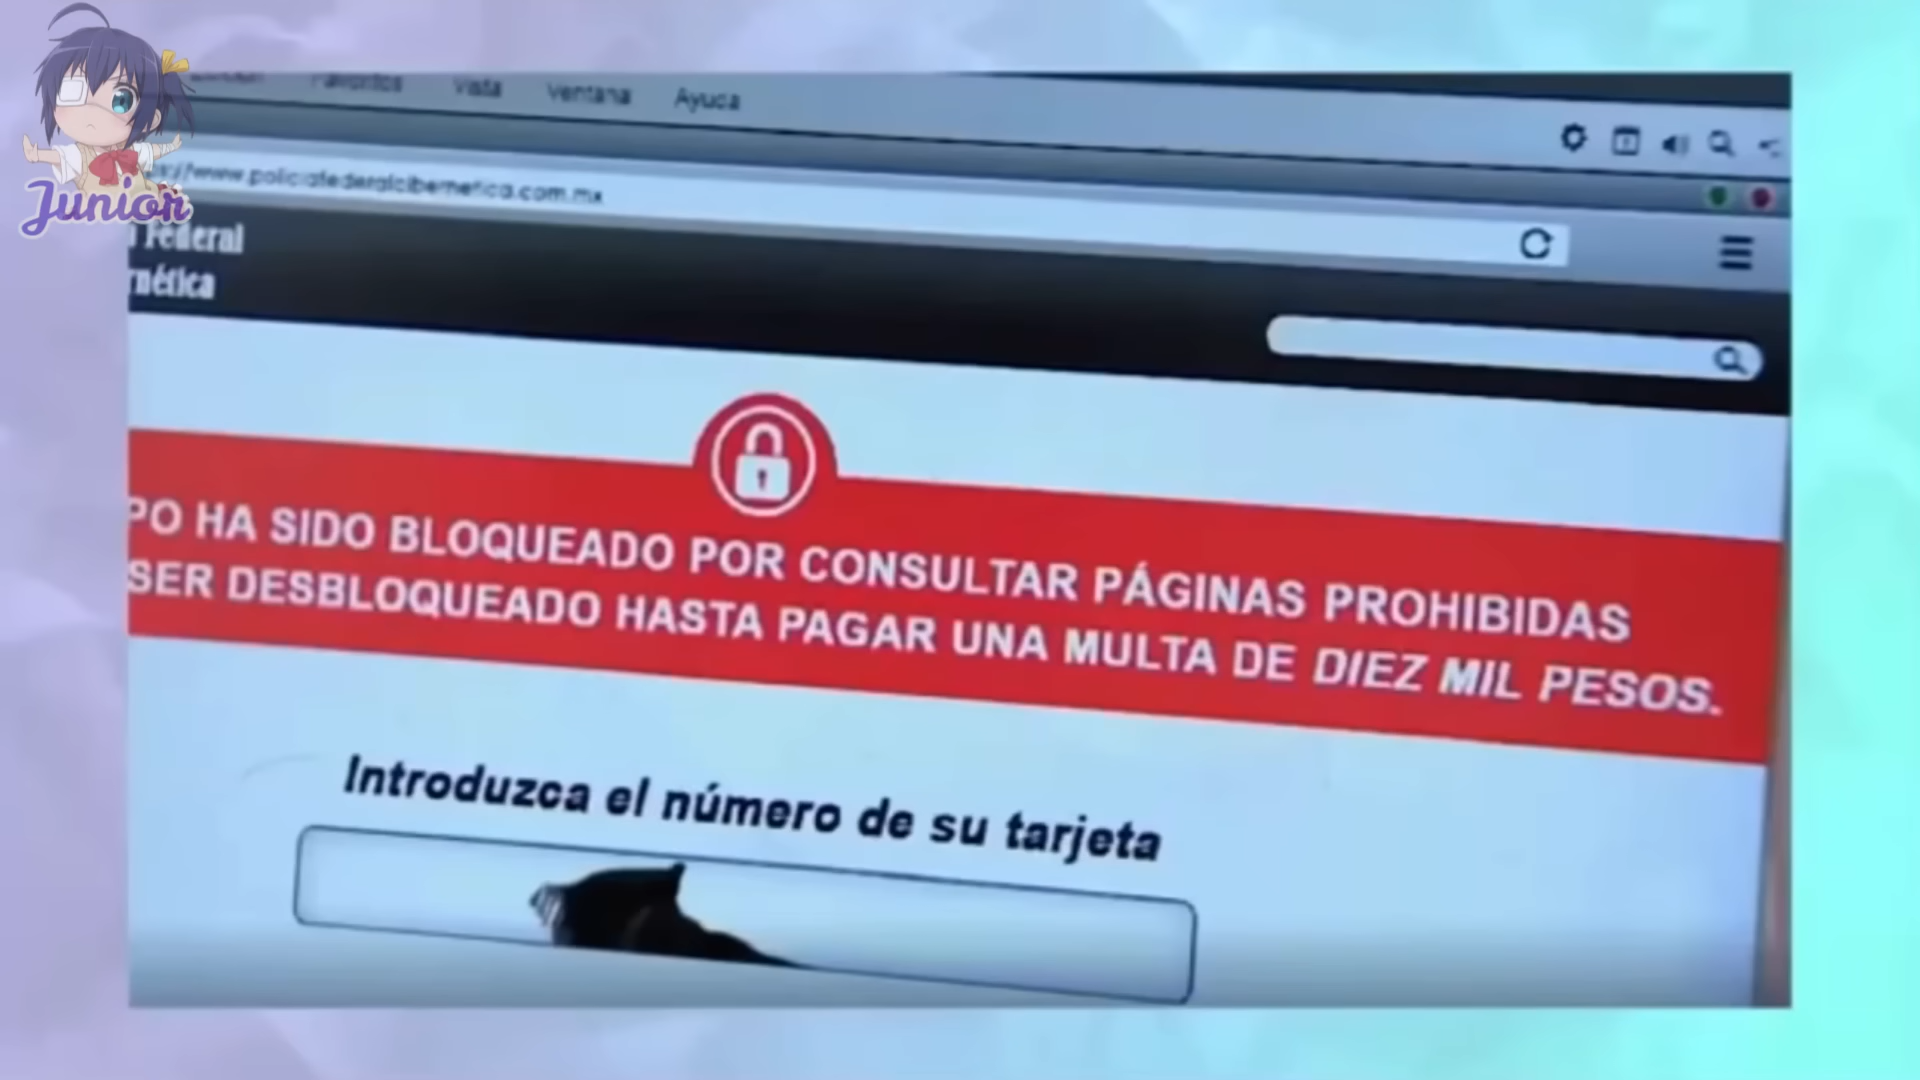 Favoritos Vista Ventana Ayuda
s://www.policiafederalcibernetica.com.mx
Junior
Federal
rnética
PO HA SIDO BLOQUEADO POR CONSULTAR PÁGINAS PROHIBIDAS
SER DESBLOQUEADO HASTA PAGAR UNA MULTA DE DIEZ MIL PESOS.
Introduzca el número de su tarjeta